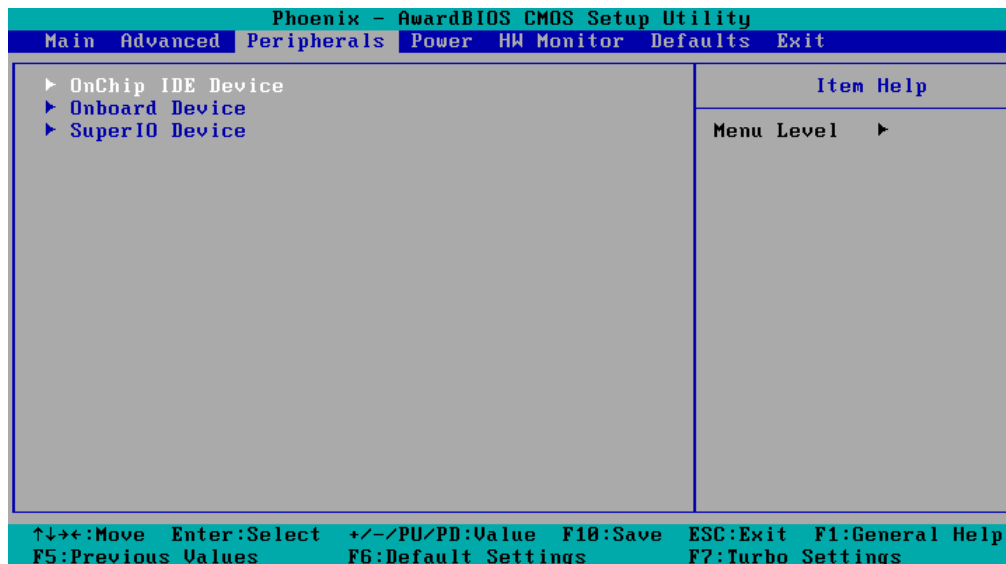 Phoenix - AwardBIOS CMOS Setup Utility
Main Advanced Peripherals Power HW Monitor Defaults Exit
▶ OnChip IDE Device
▶ Onboard Device
▶ SuperIO Device
Item Help
Menu Level ▶
↑↓→←:Move Enter:Select +/-/PU/PD:Value F10:Save ESC:Exit F1:General Help
F5:Previous Values F6:Default Settings F7:Turbo Settings